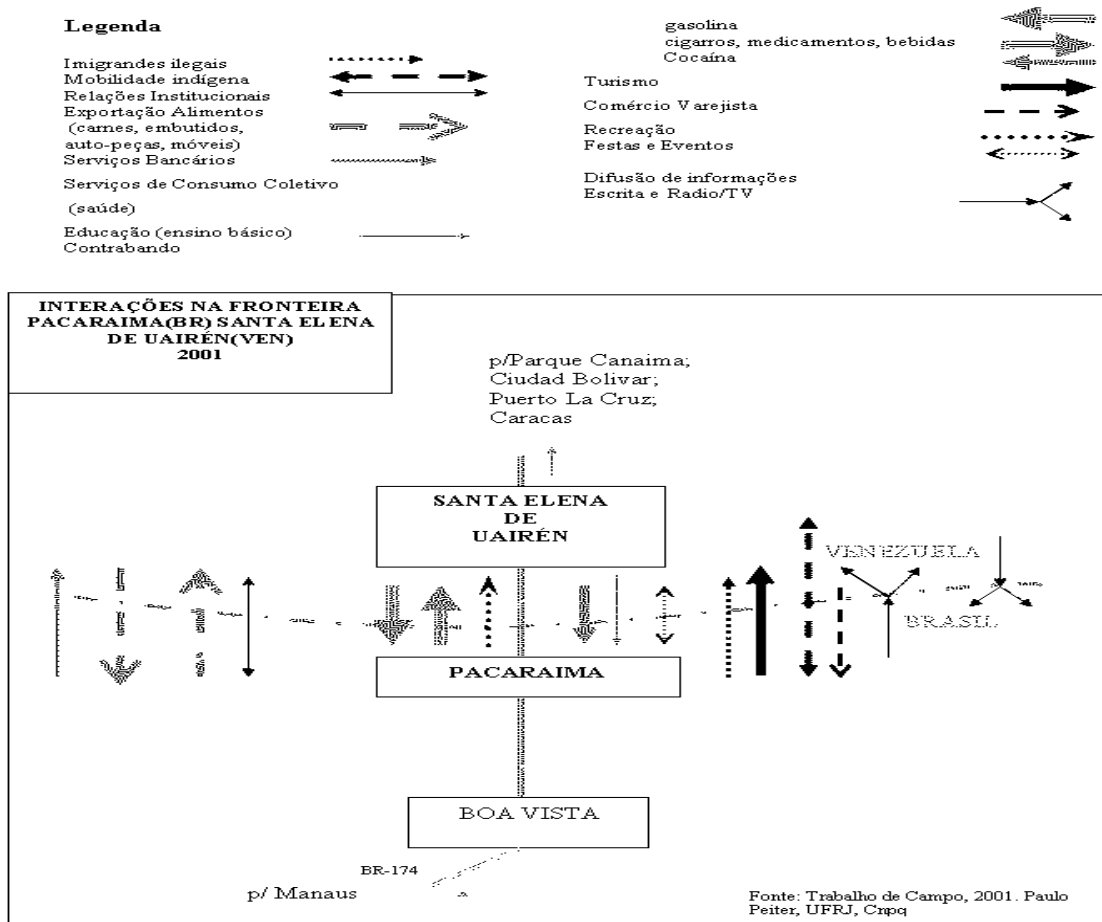 Legenda
Imigrandes ilegais
Mobilidade indígena
Relações Institucionais
Exportação Alimentos
(carnes, embutidos,
auto-peças, móveis)
Serviços Bancários
Serviços de Consumo Coletivo
(saúde)
Educação (ensino básico)
Contrabando
gasolina
cigarros, medicamentos, bebidas
Cocaína
Turismo
Comércio Varejista
Recreação
Festas e Eventos
Difusão de informações
Escrita e Radio/TV
INTERAÇÕES NA FRONTEIRA
PACARAIMA(BR) SANTA ELENA
DE UAIRÉN(VEN)
2001
p/Parque Canaima;
Ciudad Bolivar;
Puerto La Cruz;
Caracas
SANTA ELENA
DE
UAIRÉN
VENEZUELA
BRASIL
PACARAIMA
BOA VISTA
BR-174
p/ Manaus
Fonte: Trabalho de Campo, 2001. Paulo
Peiter, UFRJ, Cnpq